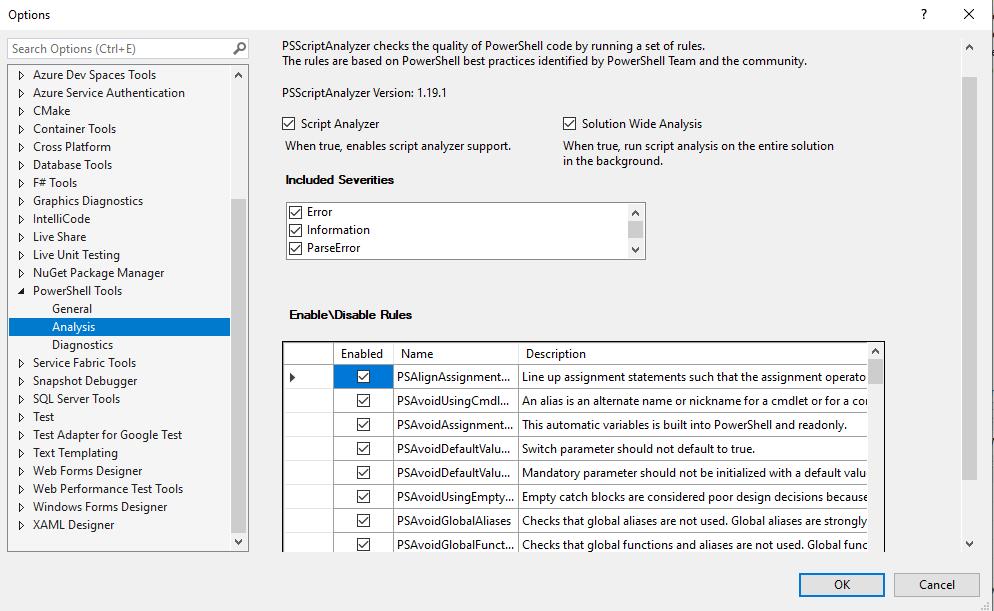 Options
?
Search Options (Ctrl+E)
Azure Dev Spaces Tools
Azure Service Authentication
CMake
Container Tools
Cross Platform
Database Tools
F# Tools
Graphics Diagnostics
IntelliCode
Live Share
Live Unit Testing
NuGet Package Manager
PowerShell Tools
General
Analysis
Diagnostics
Service Fabric Tools
Snapshot Debugger
SQL Server Tools
Test
Test Adapter for Google Test
Text Templating
Web Forms Designer
Web Performance Test Tools
Windows Forms Designer
XAML Designer
PSScriptAnalyzer checks the quality of PowerShell code by running a set of rules.
The rules are based on PowerShell best practices identified by PowerShell Team and the community.
PSScriptAnalyzer Version: 1.19.1
Script Analyzer
When true, enables script analyzer support.
Solution Wide Analysis
When true, run script analysis on the entire solution
in the background.
Included Severities
Error
Information
ParseError
Enable\Disable Rules
Enabled Name Description
PSAlignAssignment... Line up assignment statements such that the assignment operato
PSAvoidUsingCmdl... An alias is an alternate name or nickname for a cmdlet or for a co
PSAvoidAssignment... This automatic variables is built into PowerShell and readonly.
PSAvoidDefaultValu... Switch parameter should not default to true.
PSAvoidDefaultValu... Mandatory parameter should not be initialized with a default valu
PSAvoidUsingEmpty... Empty catch blocks are considered poor design decisions because
PSAvoidGlobalAliases Checks that global aliases are not used. Global aliases are strongly
PSAvoidGlobalFunct... Checks that global functions and aliases are not used. Global func
OK
Cancel